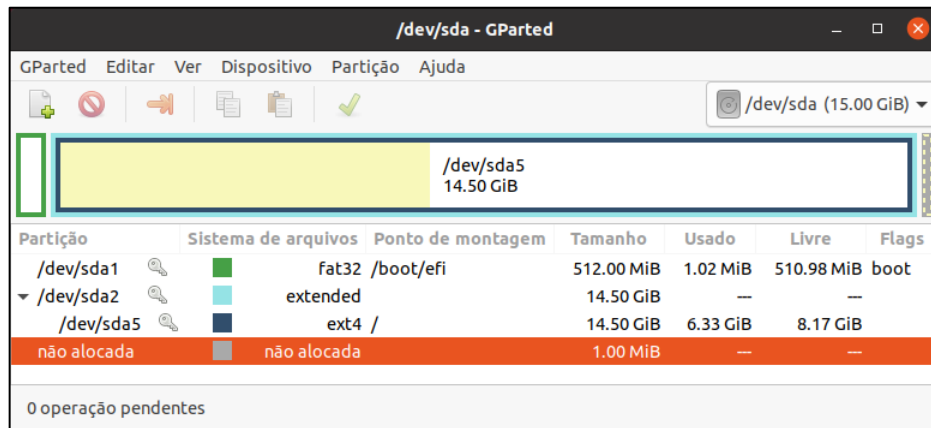 /dev/sda - GParted
GParted Editar Ver Dispositivo Partição Ajuda
/dev/sda (15.00 GiB)
/dev/sda5
14.50 GiB
Partição Sistema de arquivos Ponto de montagem Tamanho Usado Livre Flags
/dev/sda1 fat32 /boot/efi 512.00 MiB 1.02 MiB 510.98 MiB boot
/dev/sda2 extended 14.50 GiB --- ---
/dev/sda5 ext4 / 14.50 GiB 6.33 GiB 8.17 GiB
não alocada não alocada 1.00 MiB --- ---
0 operação pendentes